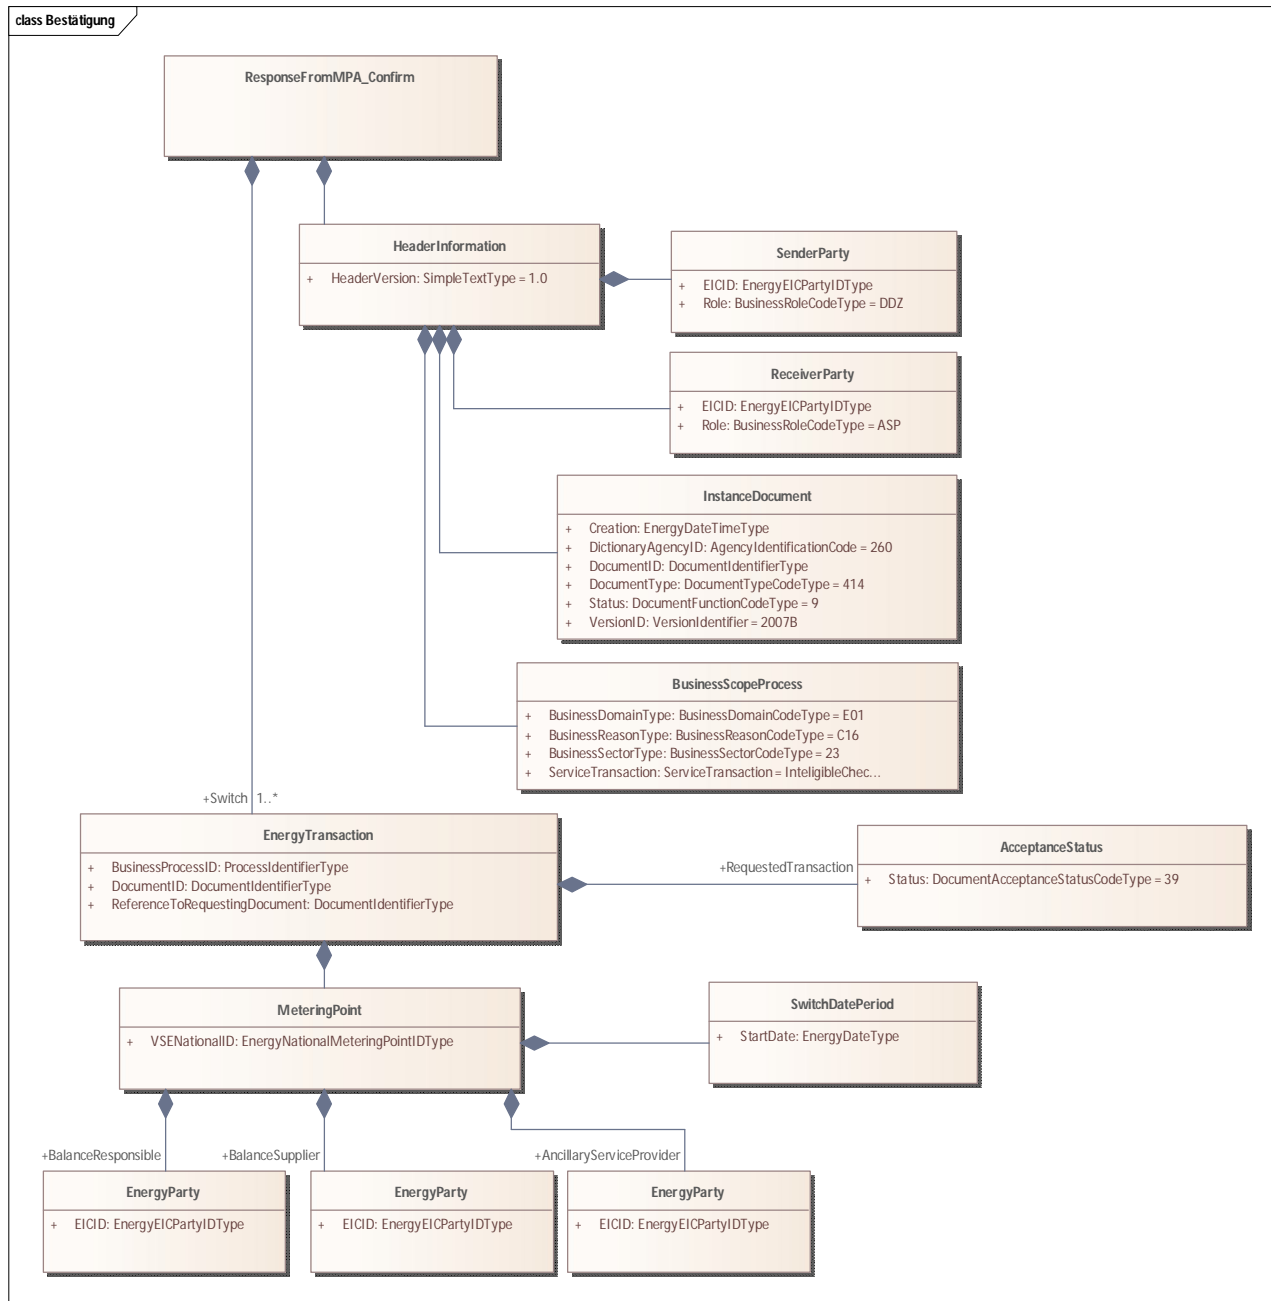 class Bestätigung
ResponseFromMPA_Confirm
HeaderInformation
+ HeaderVersion: SimpleTextType = 1.0
SenderParty
+ EICID: EnergyEICPartyIDType
+ Role: BusinessRoleCodeType = DDZ
ReceiverParty
+ EICID: EnergyEICPartyIDType
+ Role: BusinessRoleCodeType = ASP
InstanceDocument
+ Creation: EnergyDateTimeType
+ DictionaryAgencyID: AgencyIdentificationCode = 260
+ DocumentID: DocumentIdentifierType
+ DocumentType: DocumentTypeCodeType = 414
+ Status: DocumentFunctionCodeType = 9
+ VersionID: VersionIdentifier = 2007B
BusinessScopeProcess
+ BusinessDomainType: BusinessDomainCodeType = E01
+ BusinessReasonType: BusinessReasonCodeType = C16
+ BusinessSectorType: BusinessSectorCodeType = 23
+ ServiceTransaction: ServiceTransaction = InteligibleChec...
+Switch 1..*
EnergyTransaction
+ BusinessProcessID: ProcessIdentifierType
+ DocumentID: DocumentIdentifierType
+ ReferenceToRequestingDocument: DocumentIdentifierType
+RequestedTransaction
AcceptanceStatus
+ Status: DocumentAcceptanceStatusCodeType = 39
MeteringPoint
+ VSENationalID: EnergyNationalMeteringPointIDType
SwitchDatePeriod
+ StartDate: EnergyDateType
+BalanceResponsible
+BalanceSupplier
+AncillaryServiceProvider
EnergyParty
+ EICID: EnergyEICPartyIDType
EnergyParty
+ EICID: EnergyEICPartyIDType
EnergyParty
+ EICID: EnergyEICPartyIDType